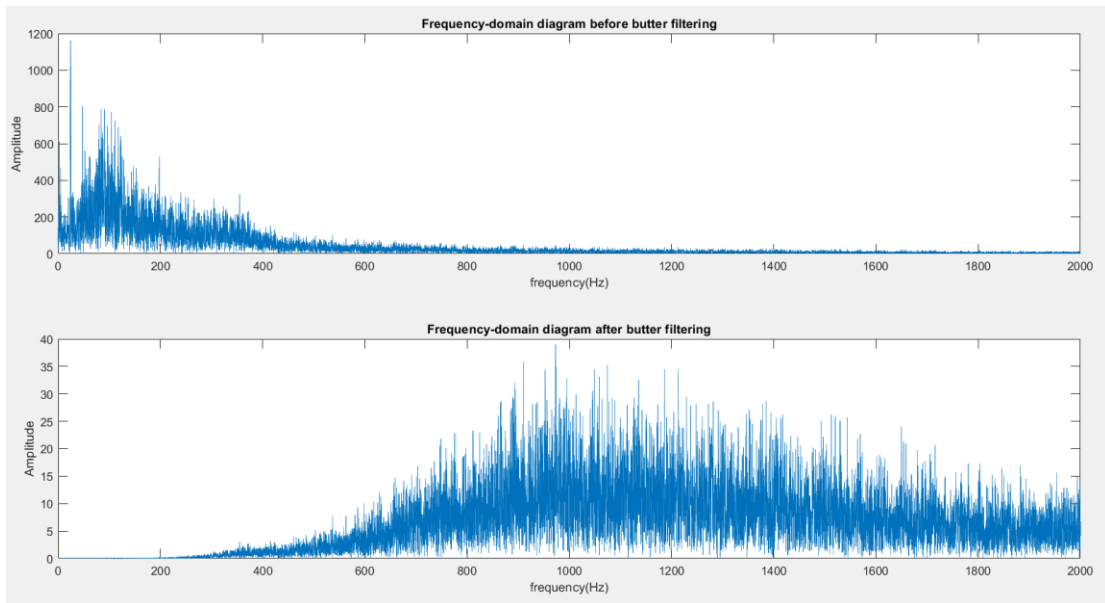 Frequency-domain diagram before butter filtering
1200
1000
800
600
400
200
0
Amplitude
0 200 400 600 800 1000 1200 1400 1600 1800 2000
frequency(Hz)
Frequency-domain diagram after butter filtering
40
35
30
25
20
15
10
5
0
Amplitude
0 200 400 600 800 1000 1200 1400 1600 1800 2000
frequency(Hz)